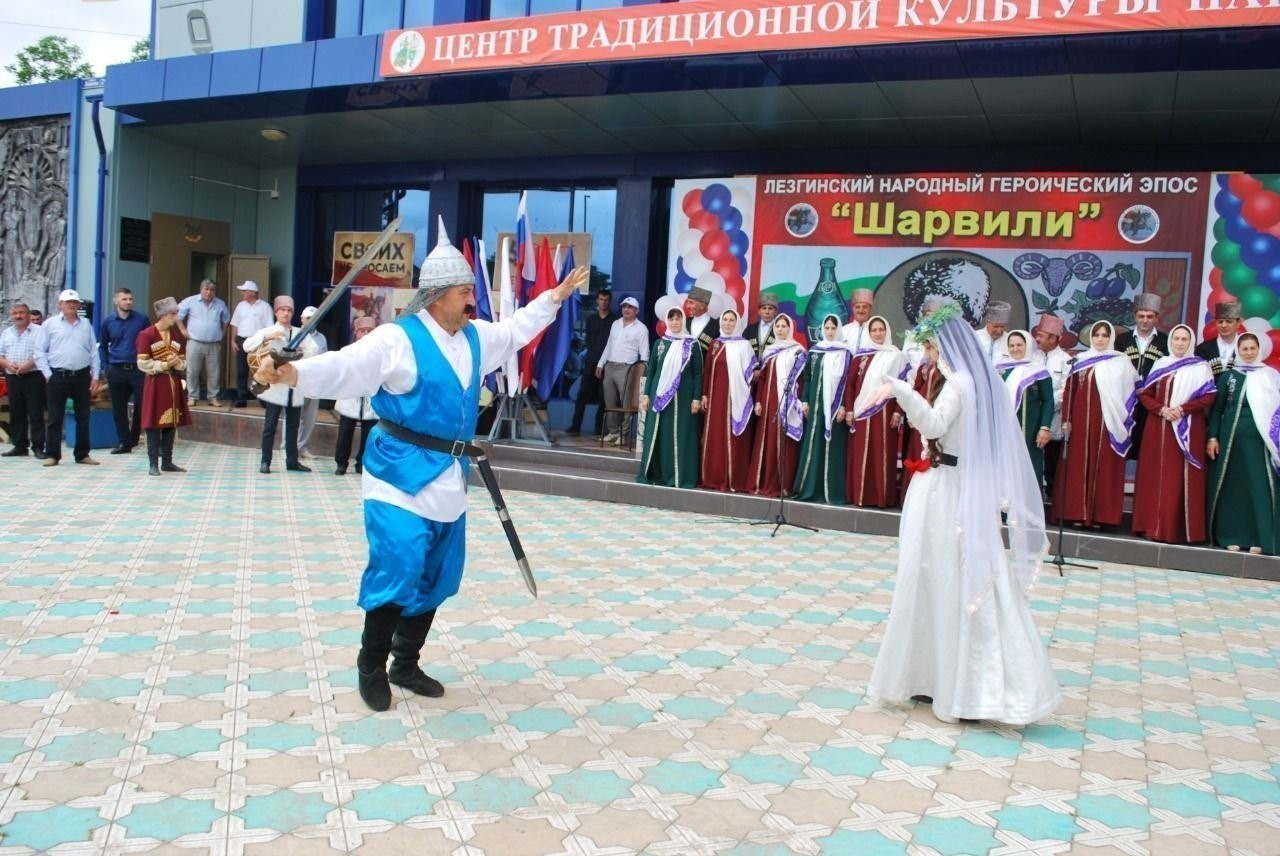 ЦЕНТР ТРАДИЦИОННОЙ КУЛЬТУРЫ
ЛЕЗГИНСКИЙ НАРОДНЫЙ ГЕРОИЧЕСКИЙ ЭПОС
“Шарвили”
СВОИХ